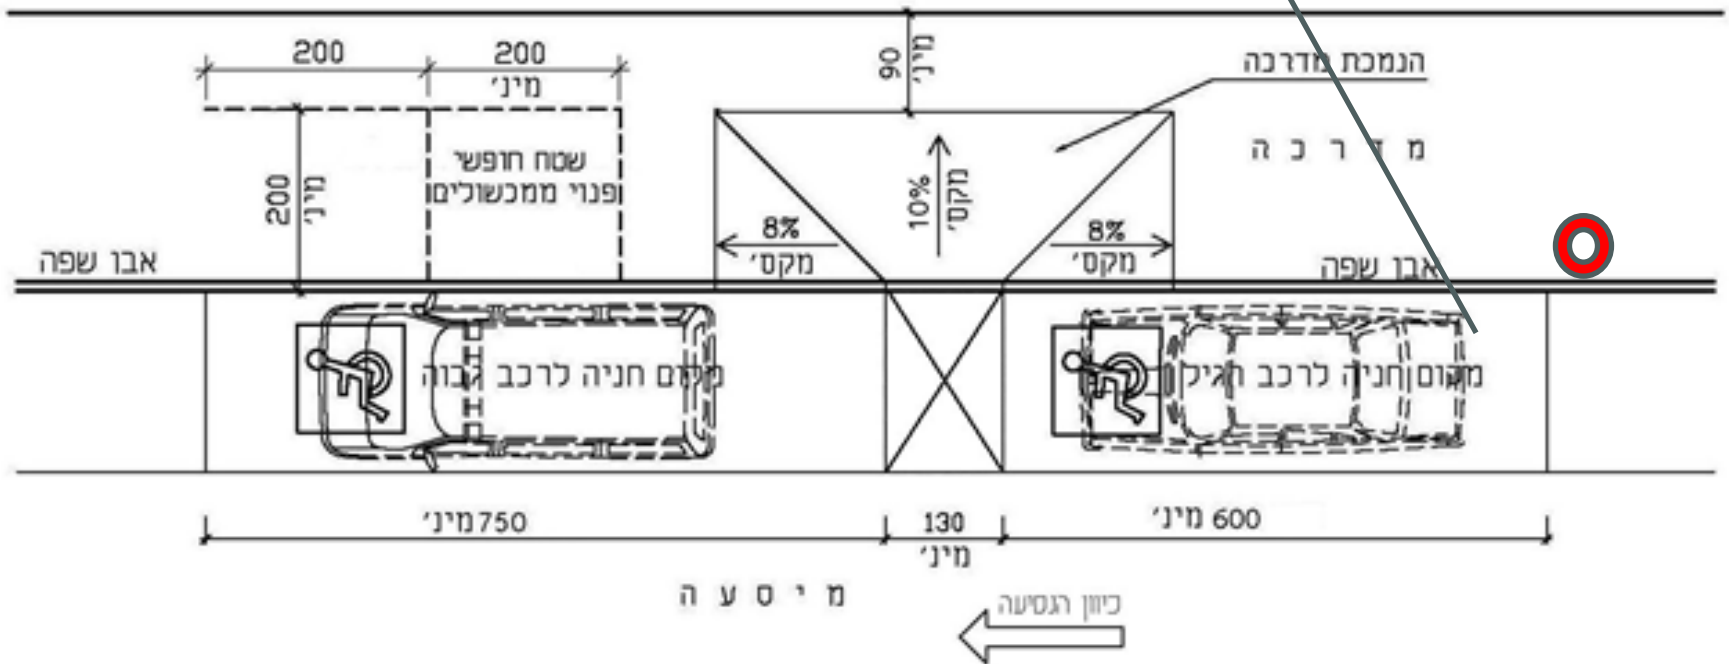 200
200
מינ׳
90
מינ׳
הנמכת מדרכה
מ ד ר כ ה
שטח חופשי
פנוי ממכשולים
200
מינ׳
10%
מקס׳
8%
מקס׳
8%
מקס׳
אבן שפה
אבן שפה
מקום חניה לרכב גבוה
מקום חניה לרכב רגיל
750 מינ׳
130
מינ׳
600 מינ׳
מ י ס ע ה
כיוון הנסיעה